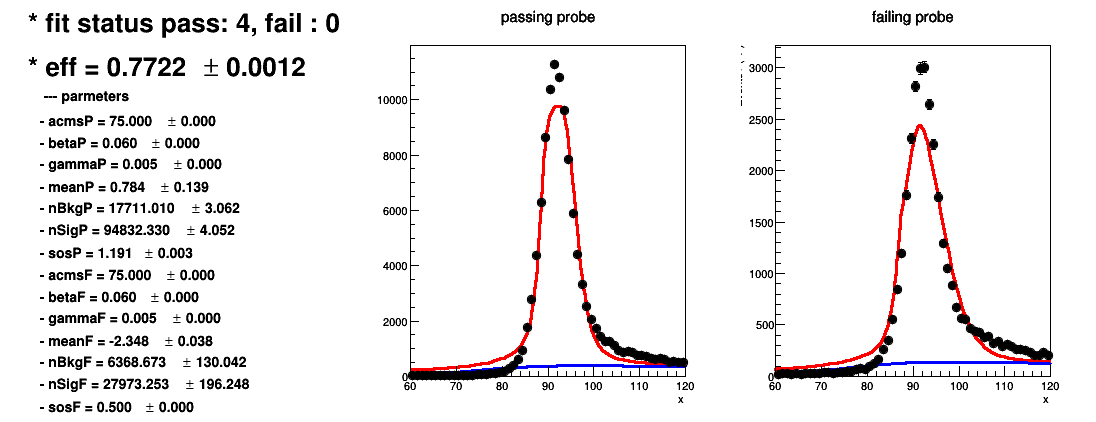 * fit status pass: 4, fail : 0
* eff = 0.7722 ± 0.0012
--- parmeters
- acmsP = 75.000 ± 0.000
- betaP = 0.060 ± 0.000
- gammaP = 0.005 ± 0.000
- meanP = 0.784 ± 0.139
- nBkgP = 17711.010 ± 3.062
- nSigP = 94832.330 ± 4.052
- sosP = 1.191 ± 0.003
- acmsF = 75.000 ± 0.000
- betaF = 0.060 ± 0.000
- gammaF = 0.005 ± 0.000
- meanF = -2.348 ± 0.038
- nBkgF = 6368.673 ± 130.042
- nSigF = 27973.253 ± 196.248
- sosF = 0.500 ± 0.000
passing probe
10000
8000
6000
4000
2000
0
60 70 80 90 100 110 120
x
failing probe
3000
2500
2000
1500
1000
500
0
60 70 80 90 100 110 120
x